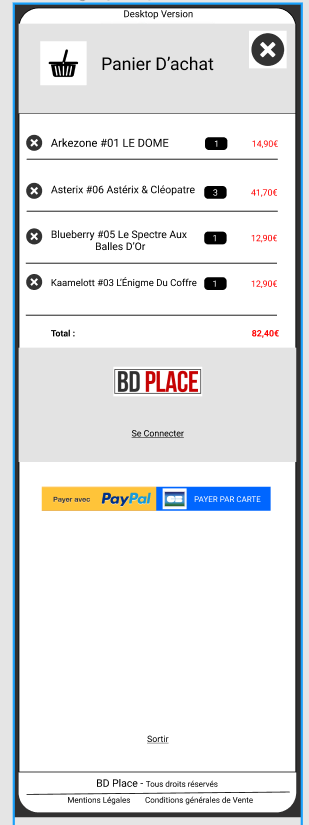 Desktop Version
Panier D’achat
Arkezone #01 LE DOME 1 14,90€
Asterix #06 Astérix & Cléopatre 3 41,70€
Blueberry #05 Le Spectre Aux
Balles D’Or 1 12,90€
Kaamelott #03 L’Énigme Du Coffre 1 12,90€
Total : 82,40€
BD PLACE
Se Connecter
Payer avec PayPal PAYER PAR CARTE
Sortir
BD Place - Tous droits réservés
Mentions Légales Conditions générales de Vente